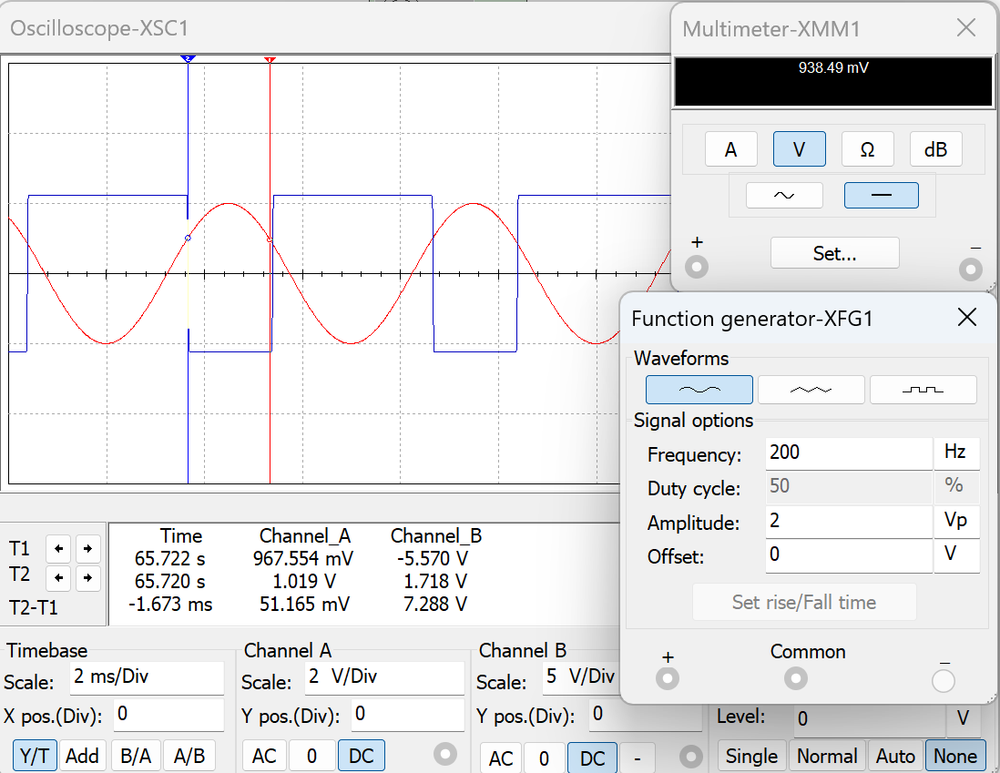 Oscilloscope-XSC1
Multimeter-XMM1
938.49 mV
A V Ω dB
+ Set... −
2 1
Function generator-XFG1
Waveforms
Signal options
Frequency: 200 Hz
Duty cycle: 50 %
Amplitude: 2 Vp
Offset: 0 V
Set rise/Fall time
+ Common −
Time Channel_A Channel_B
T1 65.722 s 967.554 mV -5.570 V
T2 65.720 s 1.019 V 1.718 V
T2-T1 -1.673 ms 51.165 mV 7.288 V
Timebase
Scale: 2 ms/Div
X pos.(Div): 0
Y/T Add B/A A/B
Channel A
Scale: 2 V/Div
Y pos.(Div): 0
AC 0 DC
Channel B
Scale: 5 V/Div
Y pos.(Div): 0
AC 0 DC -
Level: 0 V
Single Normal Auto None